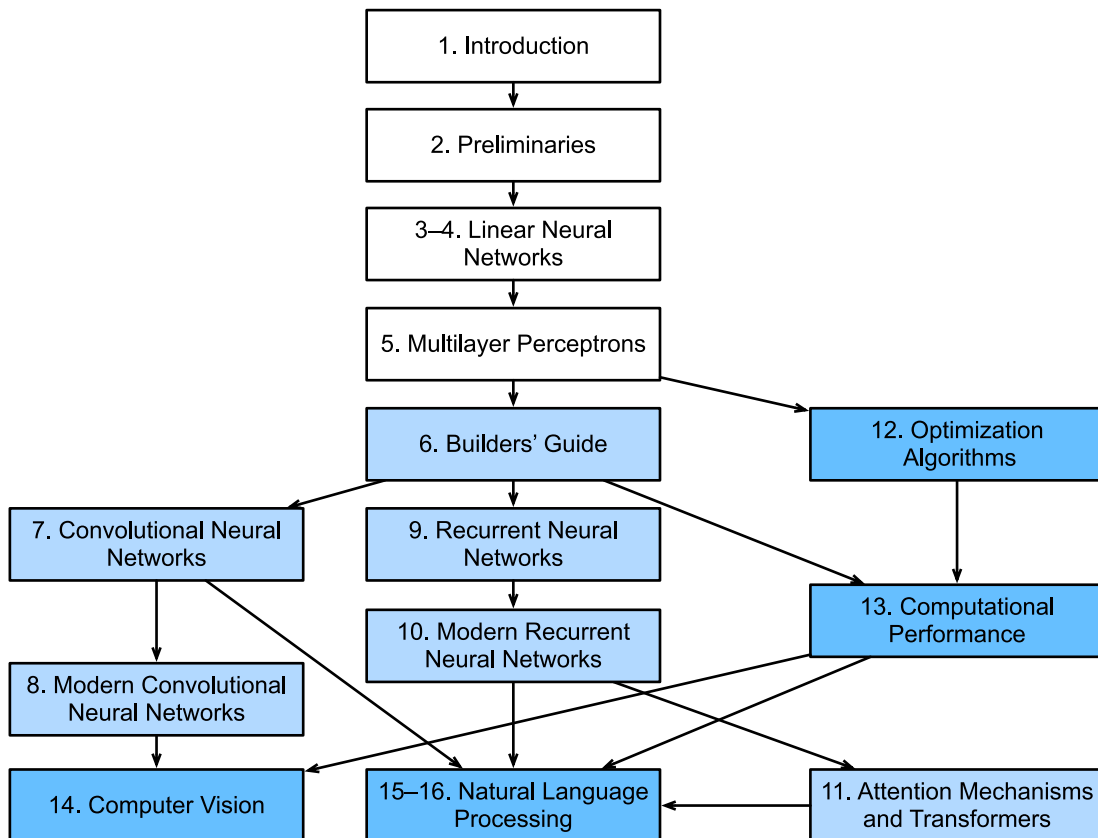 1. Introduction
2. Preliminaries
3–4. Linear Neural
Networks
5. Multilayer Perceptrons
6. Builders’ Guide
12. Optimization
Algorithms
7. Convolutional Neural
Networks
9. Recurrent Neural
Networks
13. Computational
Performance
10. Modern Recurrent
Neural Networks
8. Modern Convolutional
Neural Networks
14. Computer Vision
15–16. Natural Language
Processing
11. Attention Mechanisms
and Transformers